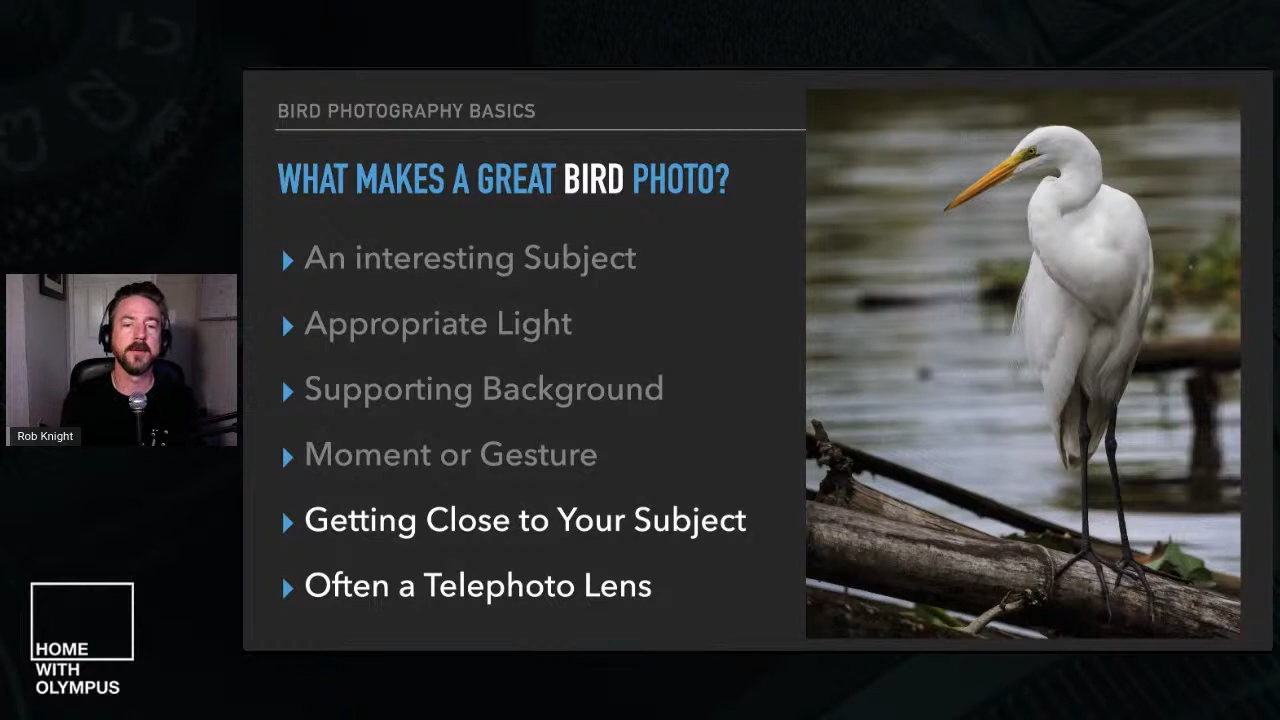 BIRD PHOTOGRAPHY BASICS
WHAT MAKES A GREAT BIRD PHOTO?
An interesting Subject
Appropriate Light
Supporting Background
Moment or Gesture
Getting Close to Your Subject
Often a Telephoto Lens
Rob Knight
HOME
WITH
OLYMPUS